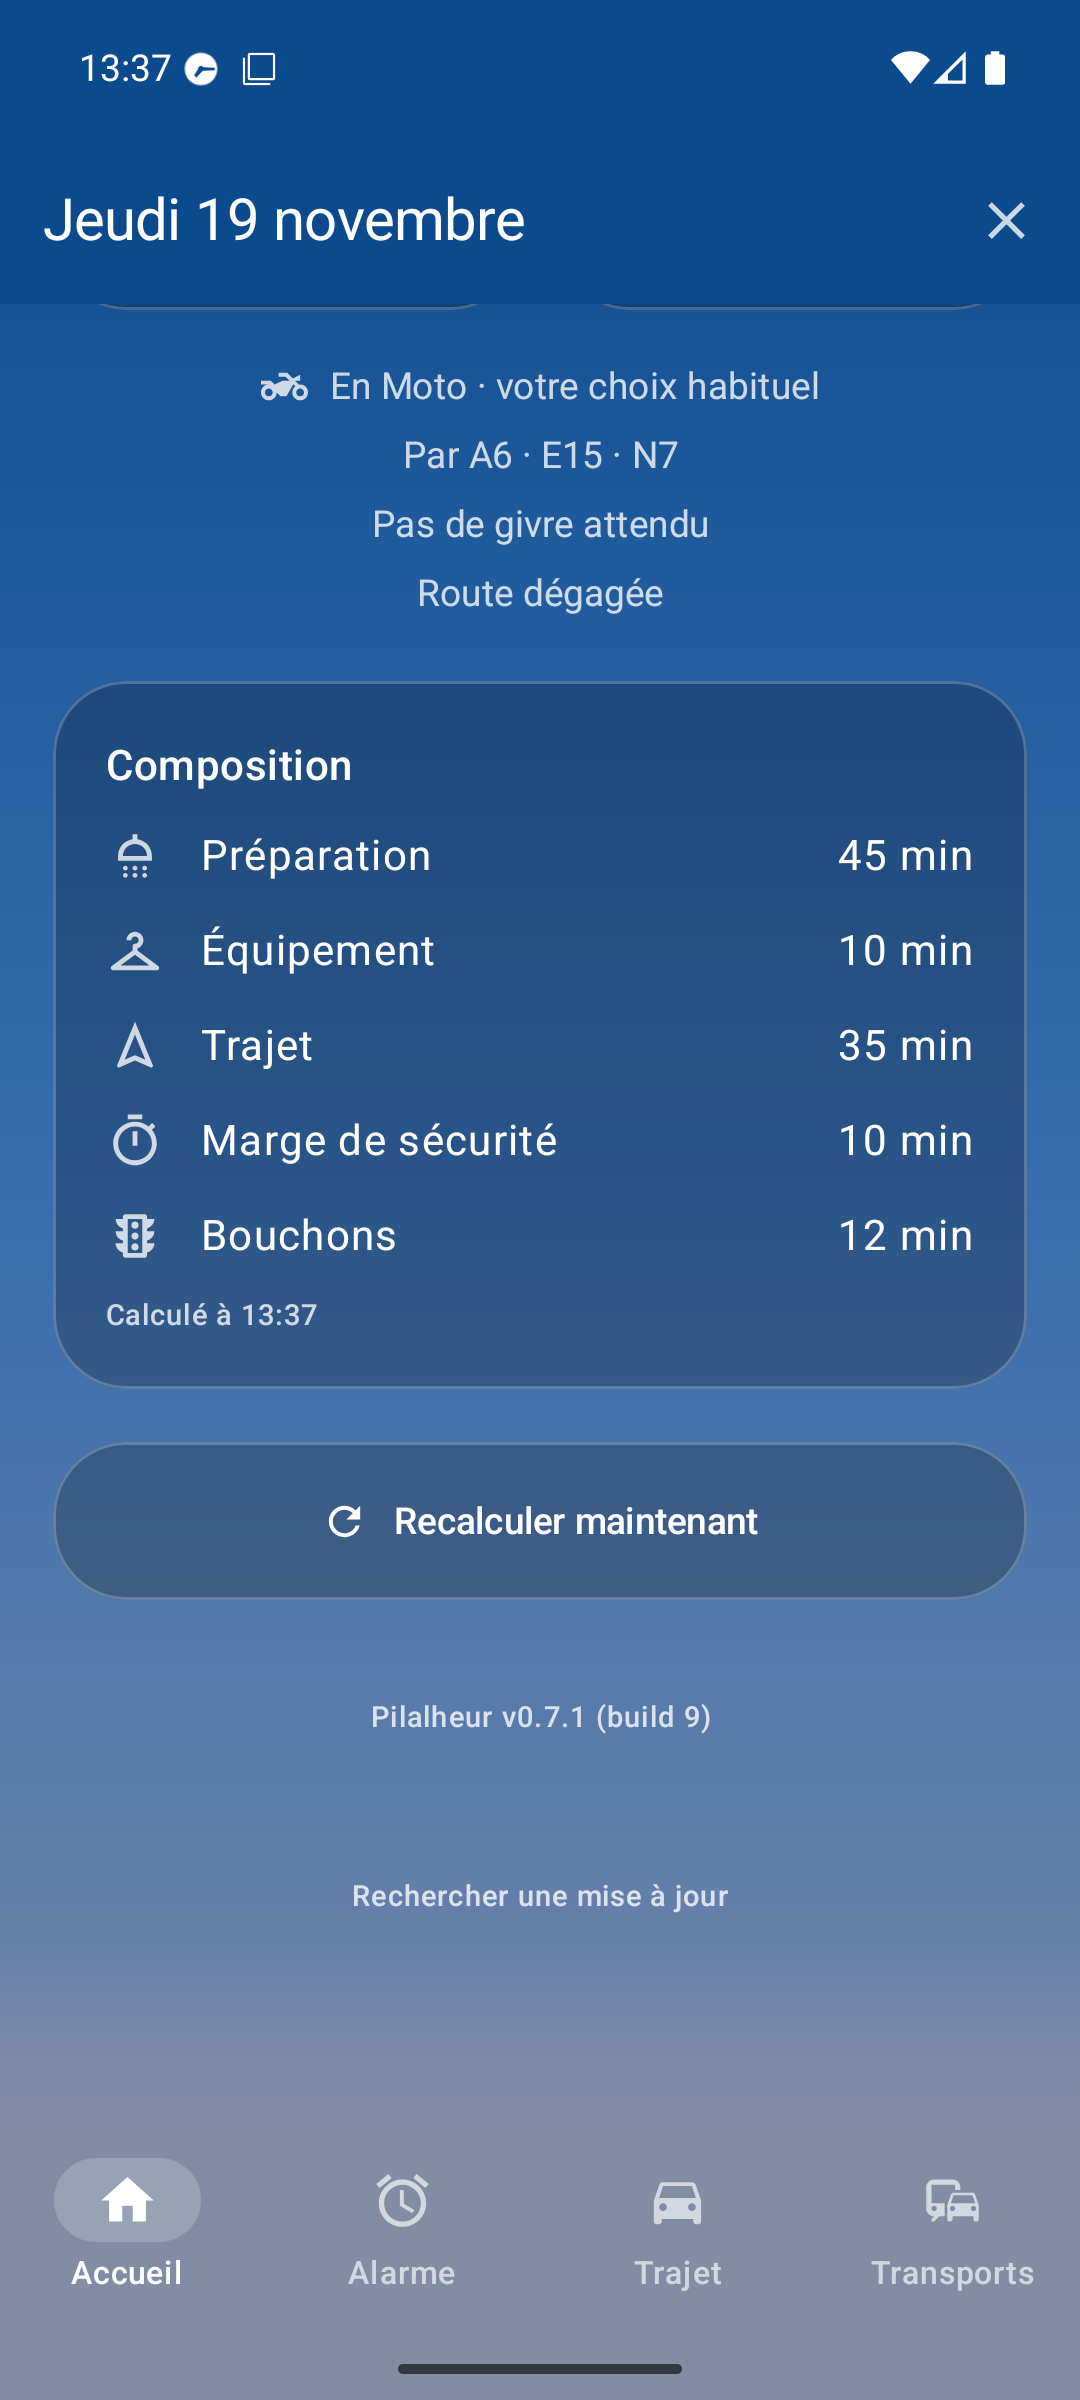 13:37
Jeudi 19 novembre
En Moto · votre choix habituel
Par A6 · E15 · N7
Pas de givre attendu
Route dégagée
Composition
Préparation 45 min
Équipement 10 min
Trajet 35 min
Marge de sécurité 10 min
Bouchons 12 min
Calculé à 13:37
Recalculer maintenant
Pilalheur v0.7.1 (build 9)
Rechercher une mise à jour
Accueil Alarme Trajet Transports